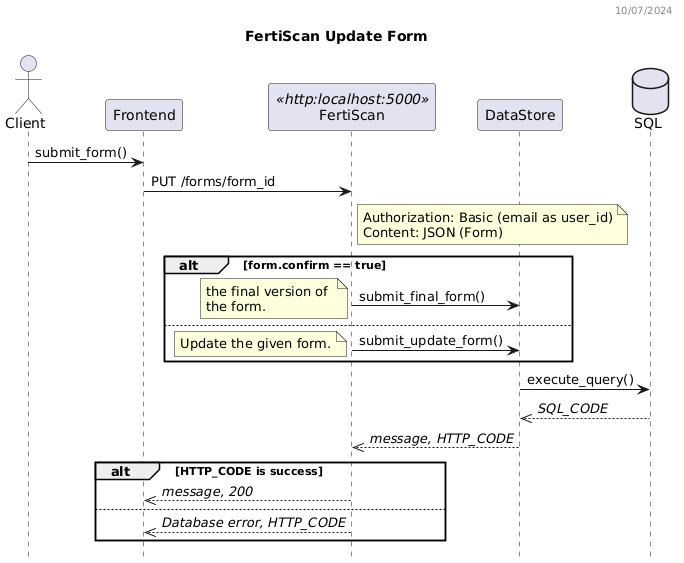 10/07/2024
FertiScan Update Form
Client
Frontend
«http:localhost:5000»
FertiScan
DataStore
SQL
submit_form()
PUT /forms/form_id
Authorization: Basic (email as user_id)
Content: JSON (Form)
alt [form.confirm == true]
the final version of
the form.
submit_final_form()
Update the given form.
submit_update_form()
execute_query()
SQL_CODE
message, HTTP_CODE
alt [HTTP_CODE is success]
message, 200
Database error, HTTP_CODE